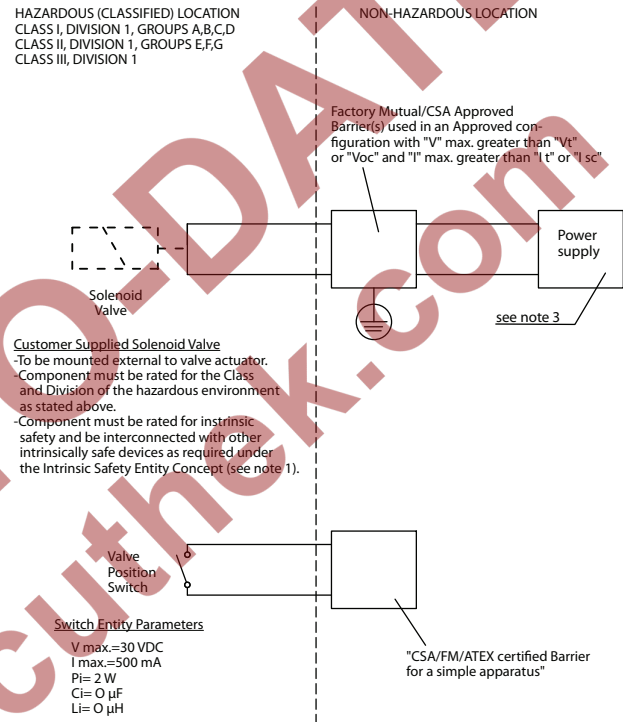 HAZARDOUS (CLASSIFIED) LOCATION
CLASS I, DIVISION 1, GROUPS A,B,C,D
CLASS II, DIVISION 1, GROUPS E,F,G
CLASS III, DIVISION 1
NON-HAZARDOUS LOCATION
Factory Mutual/CSA Approved
Barrier(s) used in an Approved con-
figuration with "V" max. greater than "Vt"
or "Voc" and "I" max. greater than "I t" or "I sc"
Power
supply
see note 3
Solenoid
Valve
Customer Supplied Solenoid Valve
-To be mounted external to valve actuator.
-Component must be rated for the Class
and Division of the hazardous environment
as stated above.
-Component must be rated for instrinsic
safety and be interconnected with other
intrinsically safe devices as required under
the Intrinsic Safety Entity Concept (see note 1).
Valve
Position
Switch
Switch Entity Parameters
V max.=30 VDC
I max.=500 mA
Pi= 2 W
Ci= O µF
Li= O µH
"CSA/FM/ATEX certified Barrier
for a simple apparatus"
O-DATE
cuthek.com